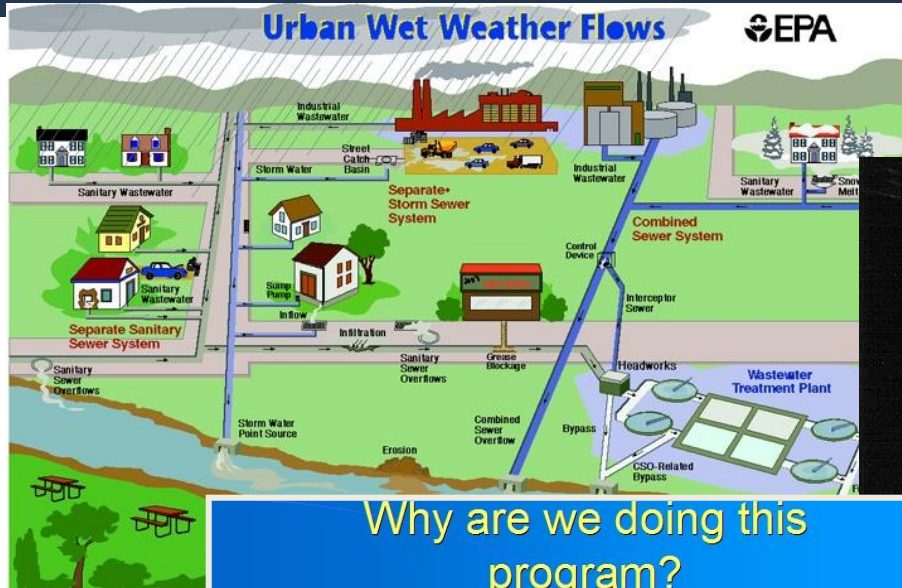 Urban Wet Weather Flows
EPA
Industrial
Wastewater
Street
Catch
Basin
Storm Water
Sanitary Wastewater
Separate
Storm Sewer
System
Industrial
Wastewater
Sanitary
Wastewater
Snow
Melt
Combined
Sewer System
Control
Device
Interceptor
Sewer
Sanitary
Wastewater
Sump
Pump
Inflow
Separate Sanitary
Sewer System
Infiltration
Sanitary
Sewer
Overflows
Sanitary
Sewer
Overflows
Grease
Blockage
Headworks
Wastewater
Treatment Plant
Storm Water
Point Source
Erosion
Combined
Sewer
Overflow
Bypass
CSO-Related
Bypass
Why are we doing this
program?